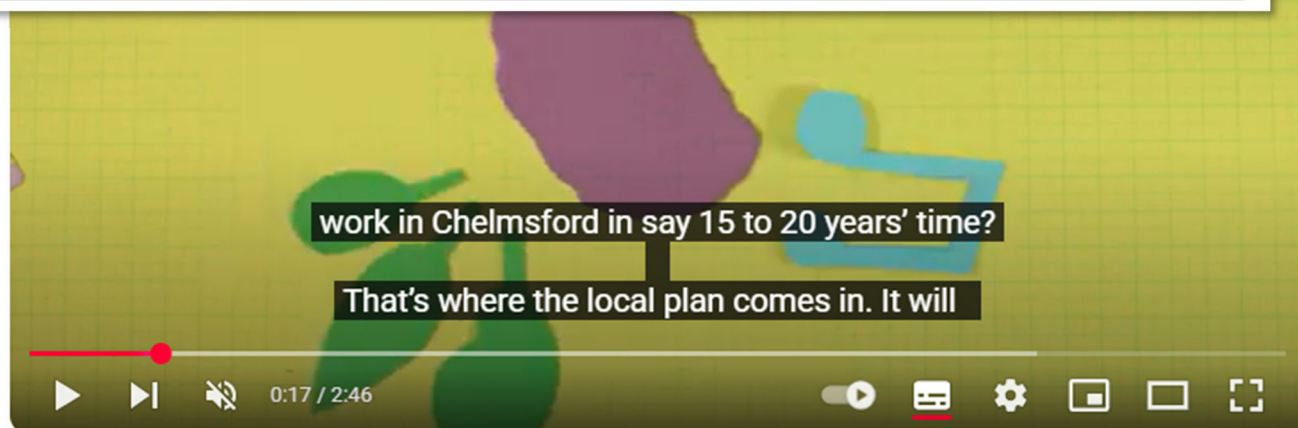 work in Chelmsford in say 15 to 20 years’ time?
That’s where the local plan comes in. It will
0:17 / 2:46